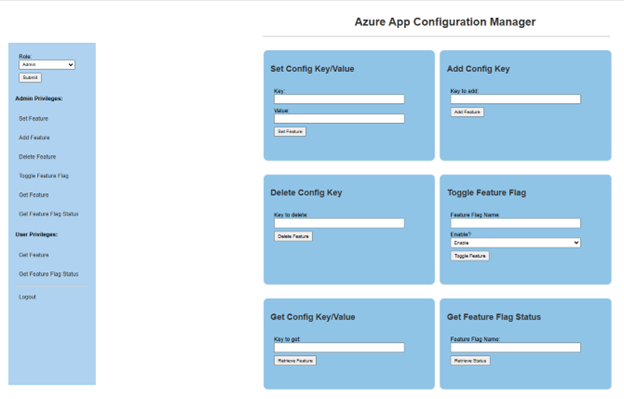 Azure App Configuration Manager
Role:
Admin
Submit
Admin Privileges:
Set Feature
Add Feature
Delete Feature
Toggle Feature Flag
Get Feature
Get Feature Flag Status
User Privileges:
Get Feature
Get Feature Flag Status
Logout
Set Config Key/Value
Key:
Value:
Set Feature
Add Config Key
Key to add:
Add Feature
Delete Config Key
Key to delete
Delete Feature
Toggle Feature Flag
Feature Flag Name:
Enable?
Enable
Toggle Feature
Get Config Key/Value
Key to get
Retrieve Feature
Get Feature Flag Status
Feature Flag Name:
Retrieve Status